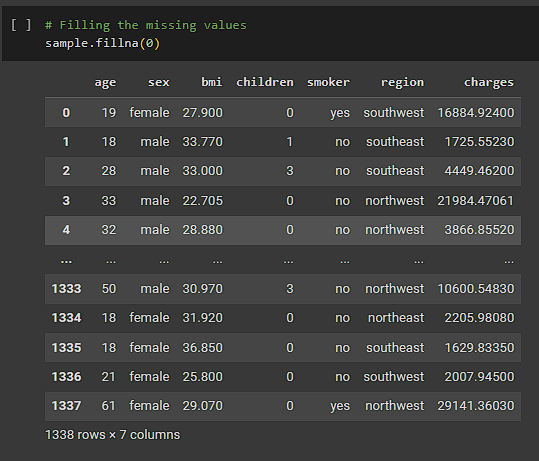 [ ] # Filling the missing values
sample.fillna(0)
age sex bmi children smoker region charges
0 19 female 27.900 0 yes southwest 16884.92400
1 18 male 33.770 1 no southeast 1725.55230
2 28 male 33.000 3 no southeast 4449.46200
3 33 male 22.705 0 no northwest 21984.47061
4 32 male 28.880 0 no northwest 3866.85520
... ... ... ... ... ... ... ...
1333 50 male 30.970 3 no northwest 10600.54830
1334 18 female 31.920 0 no northeast 2205.98080
1335 18 female 36.850 0 no southeast 1629.83350
1336 21 female 25.800 0 no southwest 2007.94500
1337 61 female 29.070 0 yes northwest 29141.36030
1338 rows × 7 columns